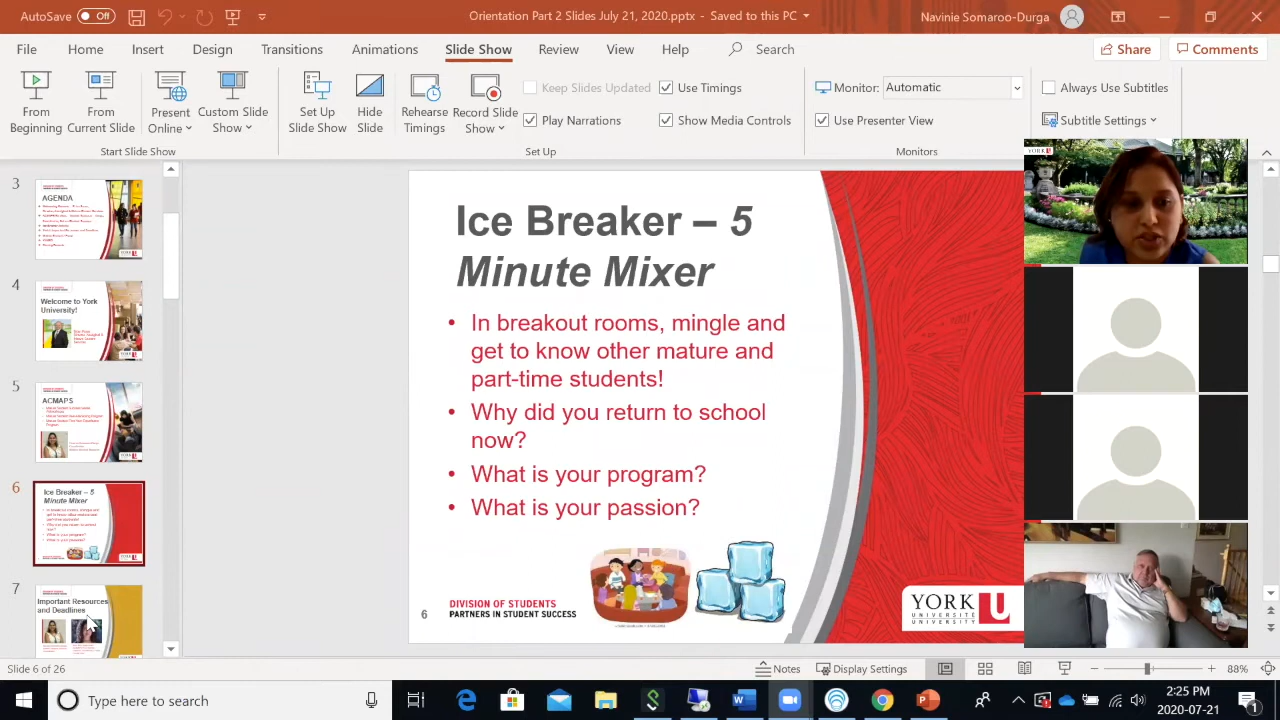 AutoSave Off
Orientation Part 2 Slides July 21, 2020.pptx - Saved to this PC
Navinie Somaroo-Durga
File Home Insert Design Transitions Animations Slide Show Review View Help Search
Share Comments
From Beginning
From Current Slide
Present Online
Custom Slide Show
Start Slide Show
Set Up Slide Show
Hide Slide
Rehearse Timings
Record Slide Show
Keep Slides Updated
Use Timings
Play Narrations
Show Media Controls
Set Up
Monitor: Automatic
Use Presenter View
Monitors
Always Use Subtitles
Subtitle Settings
3
AGENDA
4
Welcome to York
University!
5
ACMAPS
6
Ice Breaker – 5
Minute Mixer
7
Important Resources
and Deadlines
Ice Breaker – 5
Minute Mixer
• In breakout rooms, mingle and
get to know other mature and
part-time students!
• Why did you return to school
now?
• What is your program?
• What is your passion?
6
DIVISION OF STUDENTS
PARTNERS IN STUDENT SUCCESS
YORK U
UNIVERSITÉ
UNIVERSITY
YORK U
Slide 6 of 26
Notes
Display Settings
88%
Type here to search
2:25 PM
2020-07-21
1